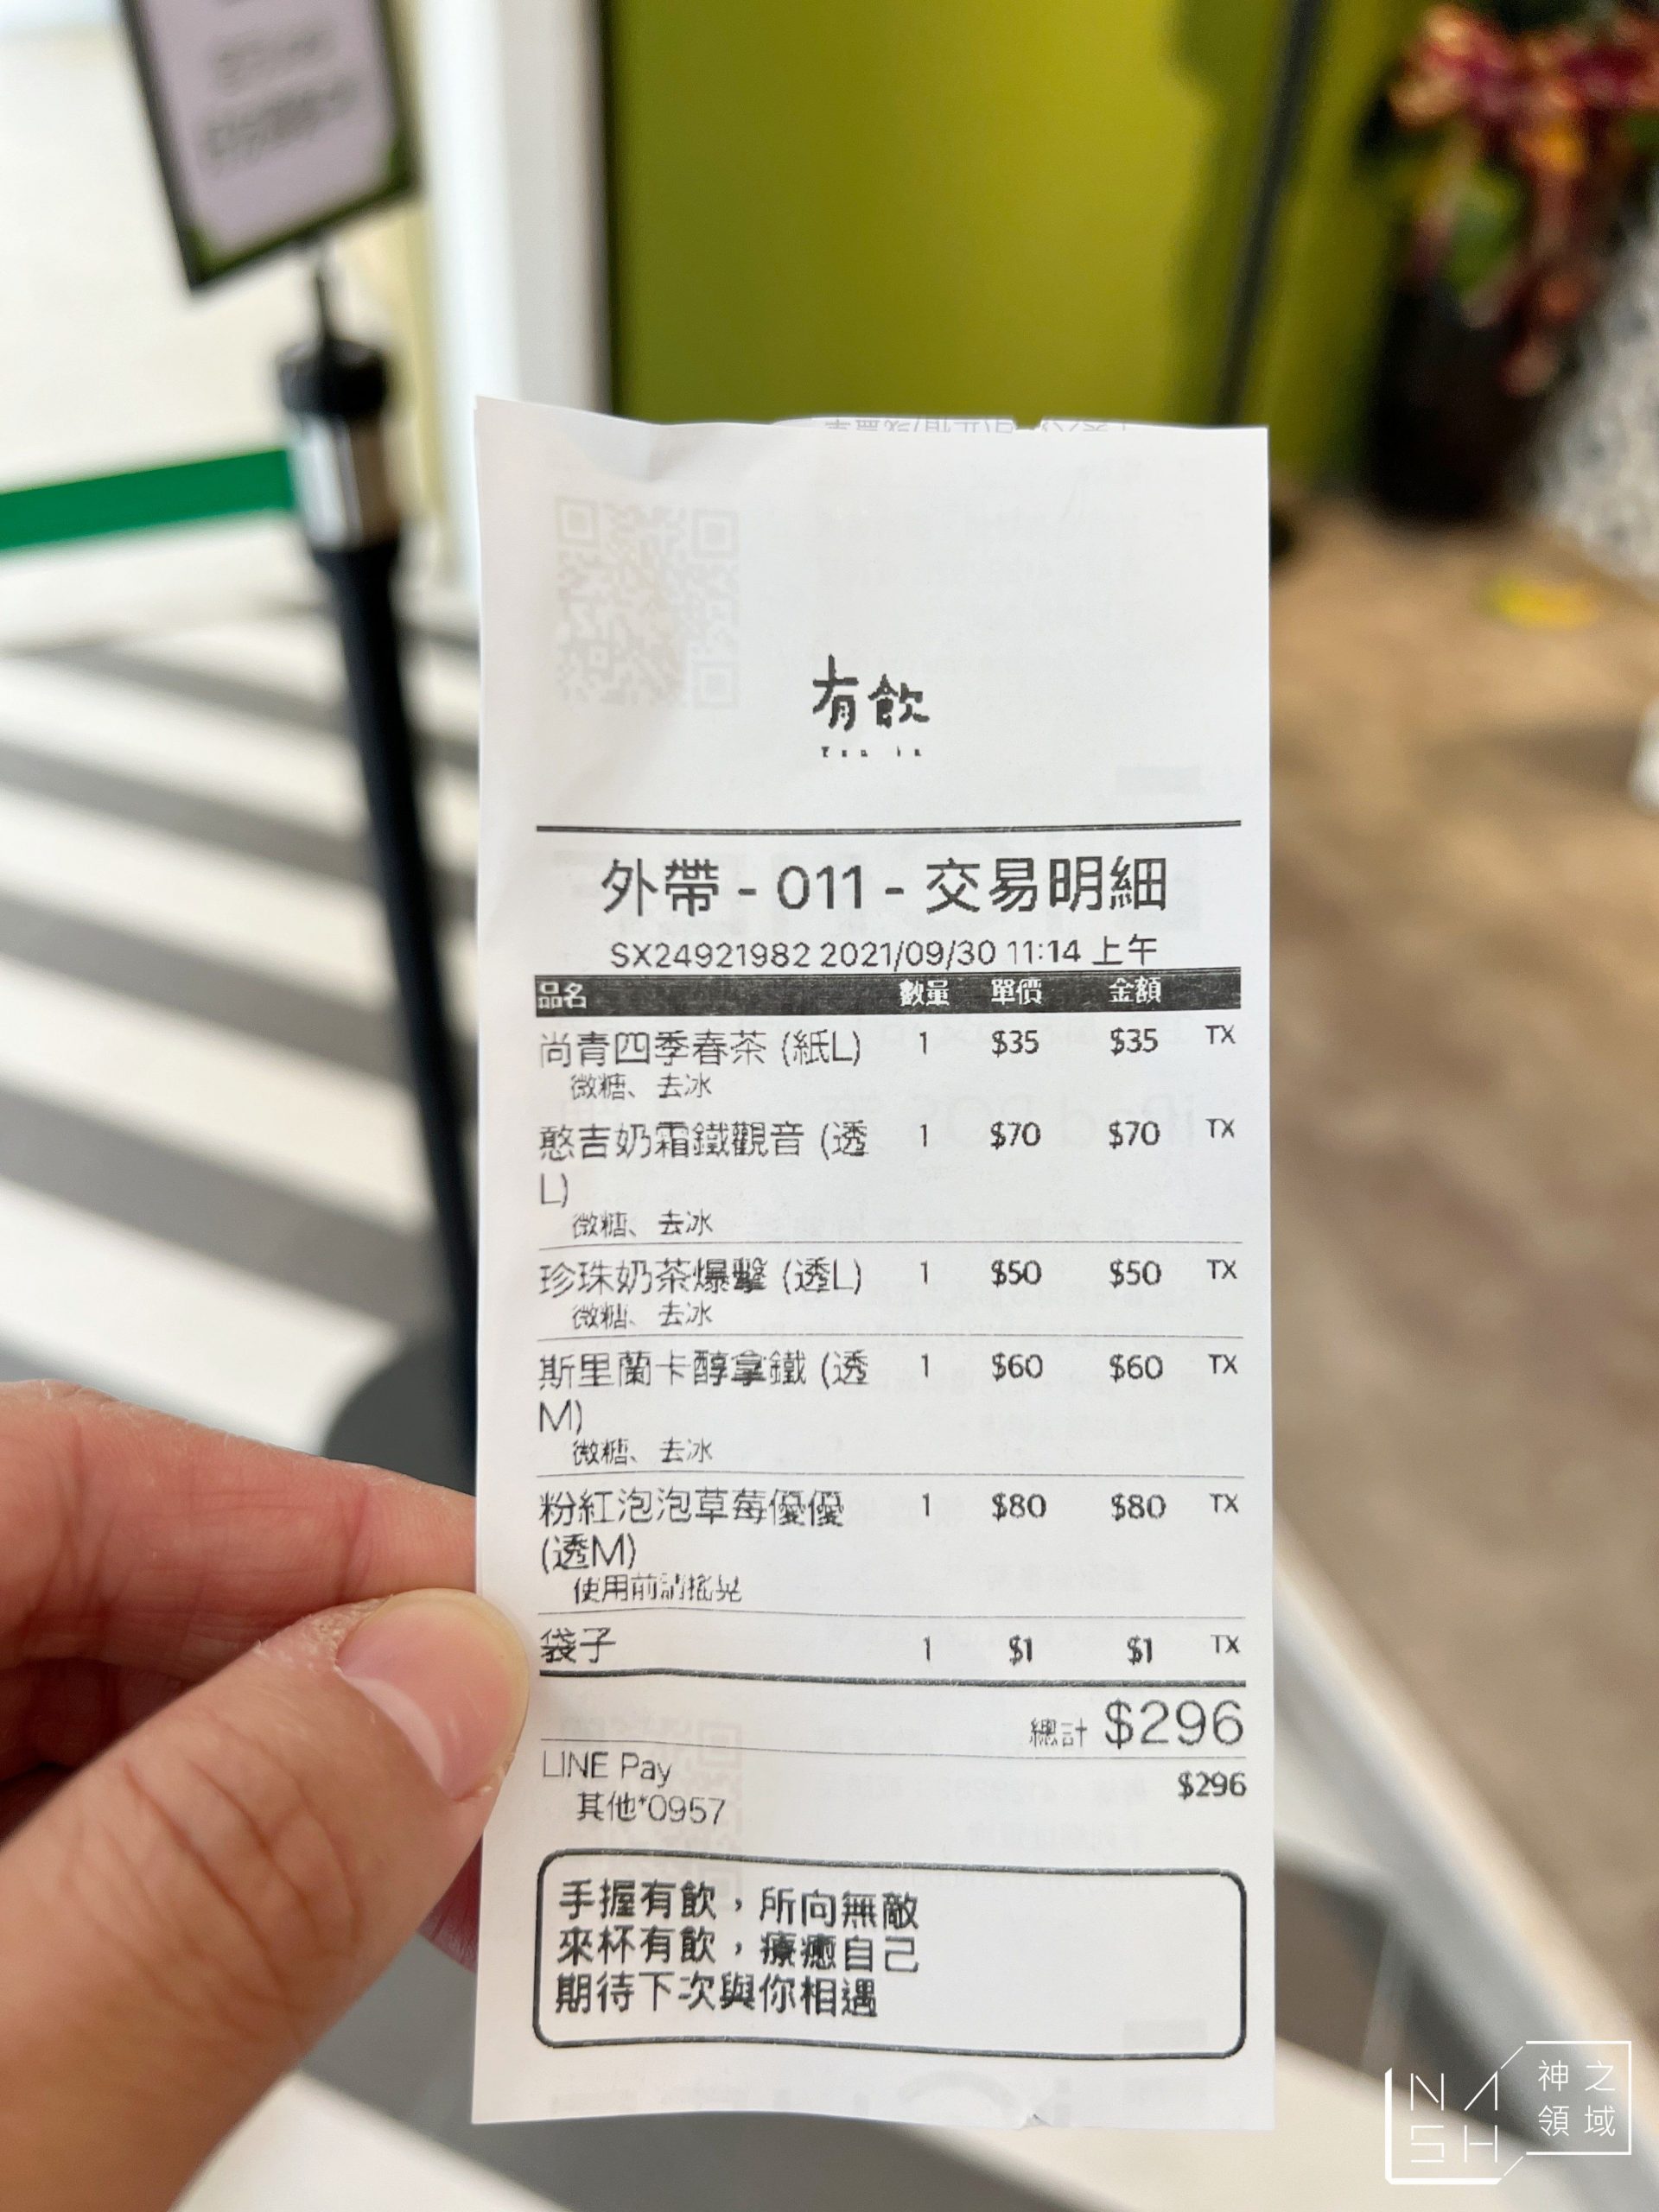 有飲
You in
外帶 - 011 - 交易明細
SX24921982 2021/09/30 11:14 上午
品名 數量 單價 金額
尚青四季春茶 (紙L) 1 $35 $35 TX
微糖、去冰
憨吉奶霜鐵觀音 (透 1 $70 $70 TX
L)
微糖、去冰
珍珠奶茶爆擊 (透L) 1 $50 $50 TX
微糖、去冰
斯里蘭卡醇拿鐵 (透 1 $60 $60 TX
M)
微糖、去冰
粉紅泡泡草莓優優 1 $80 $80 TX
(透M)
使用前請搖晃
袋子 1 $1 $1 TX
總計 $296
LINE Pay $296
其他*0957
手握有飲，所向無敵
來杯有飲，療癒自己
期待下次與你相遇
NASH 神之領域